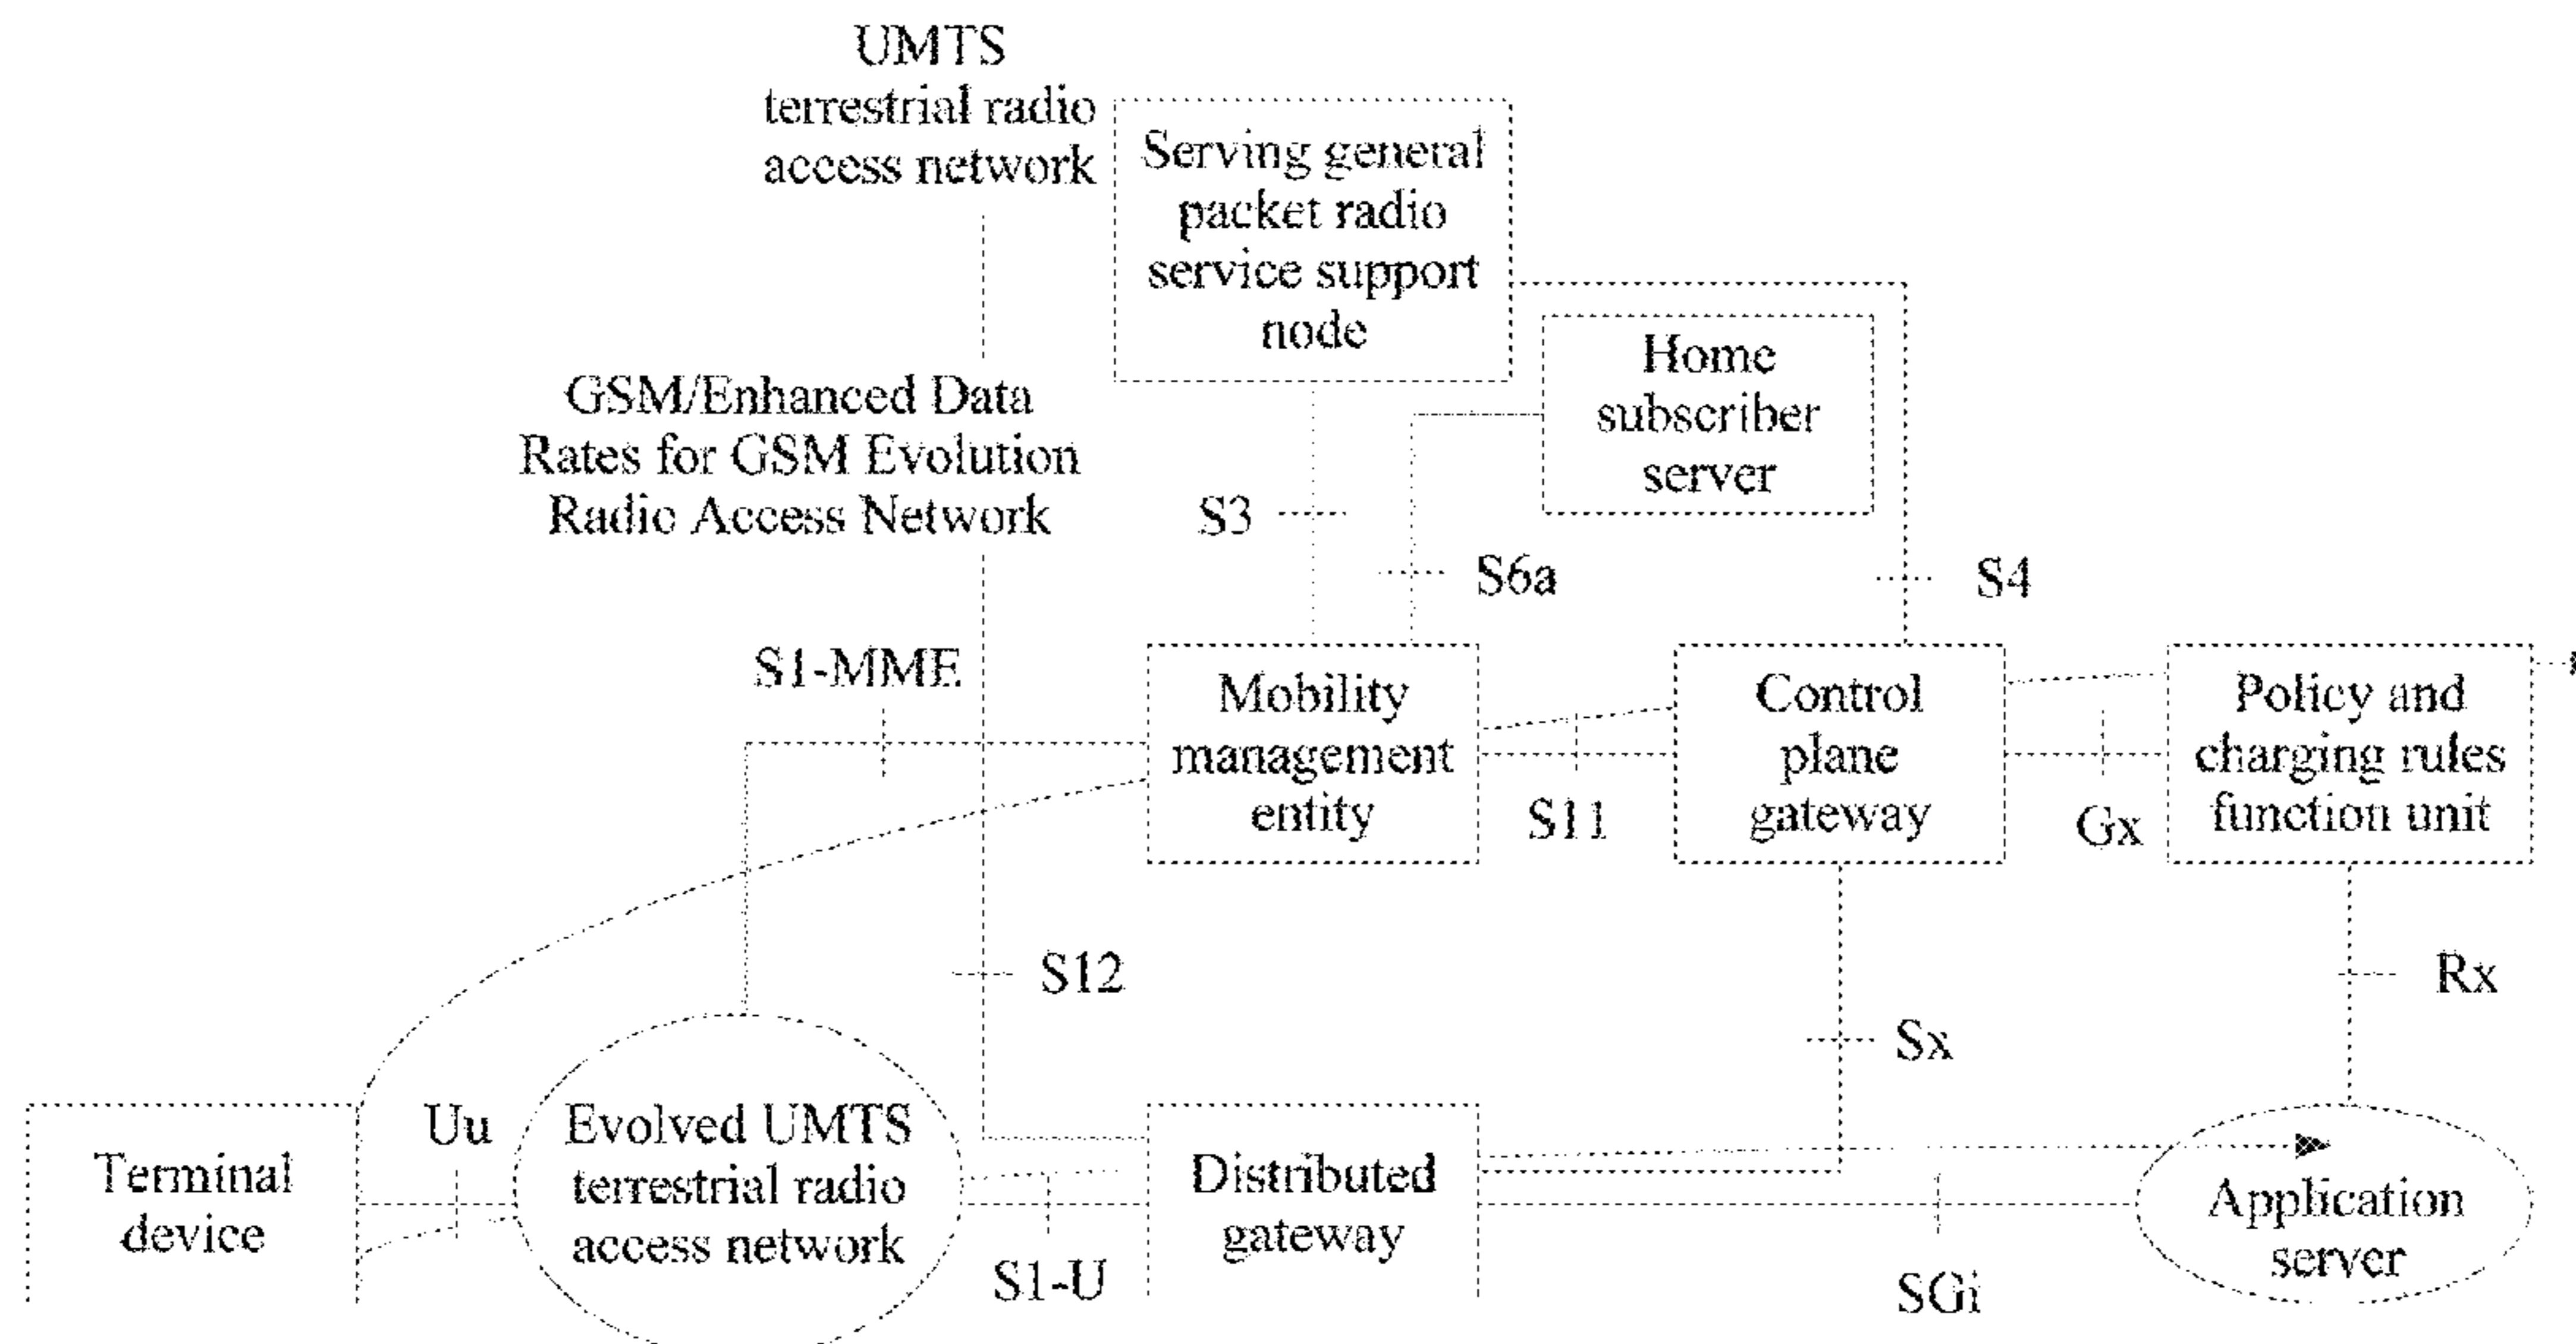 UMTS
terrestrial radio
access network
Serving general
packet radio
service support
node
Home
subscriber
server
GSM/Enhanced Data
Rates for GSM Evolution
Radio Access Network
S3
S6a
S4
S1-MME
Mobility
management
entity
S11
Control
plane
gateway
Gx
Policy and
charging rules
function unit
S12
Sx
Rx
Terminal
device
Uu
Evolved UMTS
terrestrial radio
access network
S1-U
Distributed
gateway
SGi
Application
server